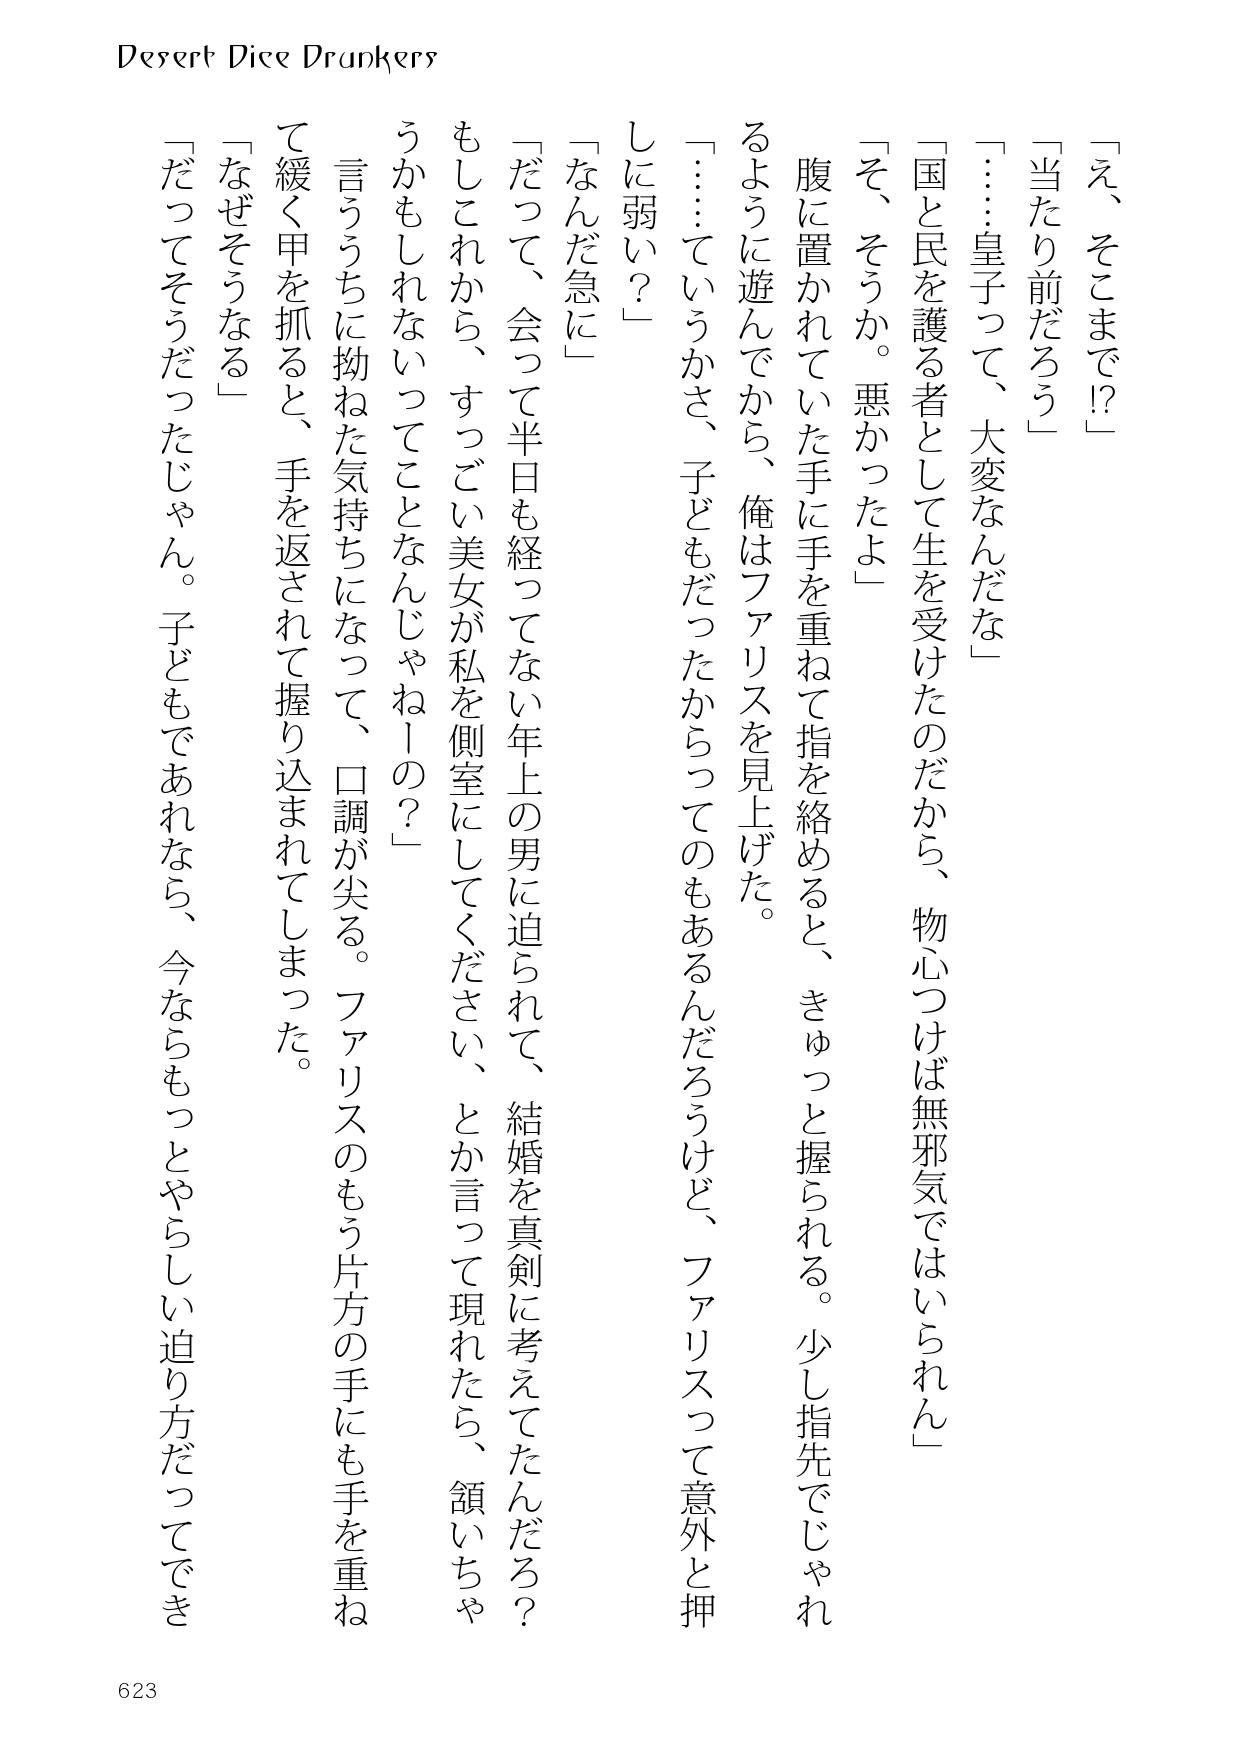 Desert Dice Drunkers
「え、そこまで!?」
「当たり前だろう」
「……皇子って、大変なんだな」
「国と民を護る者として生を受けたのだから、物心つけば無邪気ではいられん」
「そ、そうか。悪かったよ」
　腹に置かれていた手に手を重ねて指を絡めると、きゅっと握られる。少し指先でじゃれ
るように遊んでから、俺はファリスを見上げた。
「……ていうかさ、子どもだったからってのもあるんだろうけど、ファリスって意外と押
しに弱い？」
「なんだ急に」
「だって、会って半日も経ってない年上の男に迫られて、結婚を真剣に考えてたんだろ？
もしこれから、すっごい美女が私を側室にしてください、とか言って現れたら、頷いちゃ
うかもしれないってことなんじゃねーの？」
　言ううちに拗ねた気持ちになって、口調が尖る。ファリスのもう片方の手にも手を重ね
て緩く甲を抓ると、手を返されて握り込まれてしまった。
「なぜそうなる」
「だってそうだったじゃん。子どもであれなら、今ならもっとやらしい迫り方だってでき
623